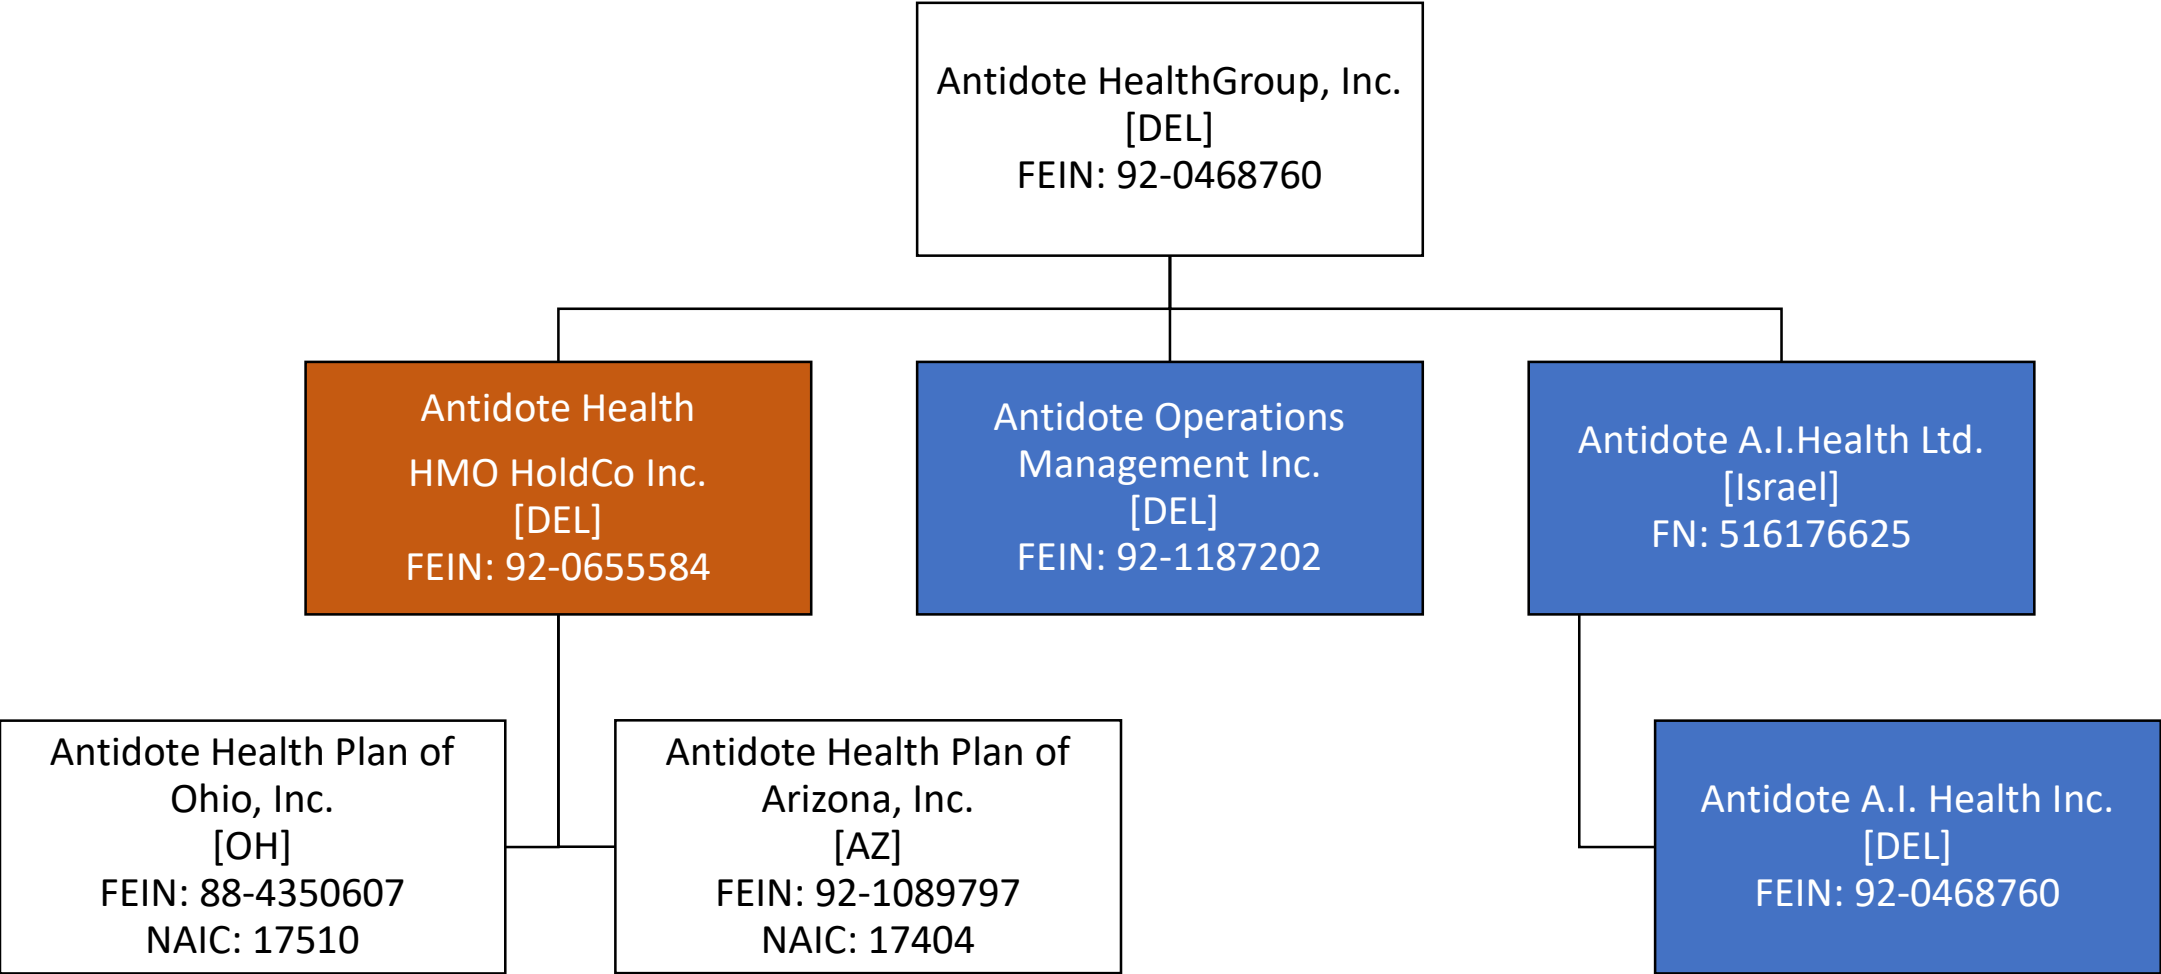 Antidote HealthGroup, Inc.
[DEL]
FEIN: 92-0468760
Antidote Health
HMO HoldCo Inc.
[DEL]
FEIN: 92-0655584
Antidote Operations
Management Inc.
[DEL]
FEIN: 92-1187202
Antidote A.I.Health Ltd.
[Israel]
FN: 516176625
Antidote Health Plan of
Ohio, Inc.
[OH]
FEIN: 88-4350607
NAIC: 17510
Antidote Health Plan of
Arizona, Inc.
[AZ]
FEIN: 92-1089797
NAIC: 17404
Antidote A.I. Health Inc.
[DEL]
FEIN: 92-0468760